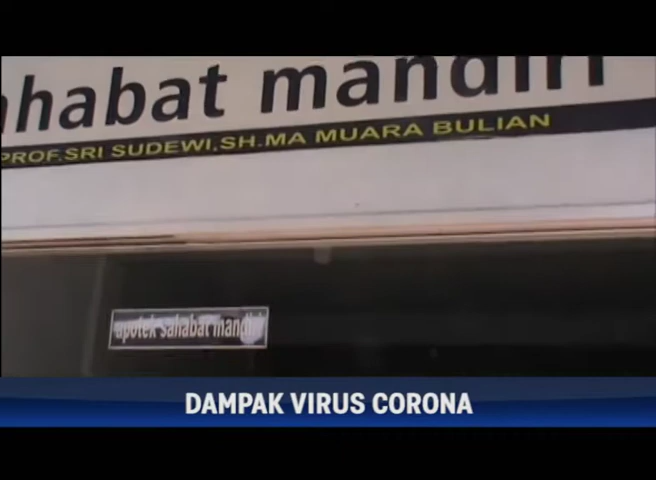 ahabat mandiri
PROF.SRI SUDEWI.SH.MA MUARA BULIAN
apotek sahabat mandiri
DAMPAK VIRUS CORONA